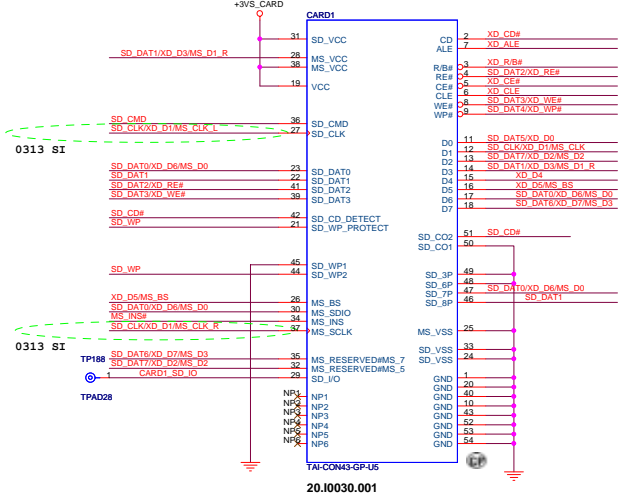 +3VS_CARD
CARD1
31 SD_VCC
SD_DAT1/XD_D3/MS_D1_R 28 MS_VCC
38 MS_VCC
19 VCC
SD_CMD 36 SD_CMD
SD_CLK/XD_D1/MS_CLK_L 27 SD_CLK
0313 SI
SD_DAT0/XD_D6/MS_D0 23 SD_DAT0
SD_DAT1 22 SD_DAT1
SD_DAT2/XD_RE# 41 SD_DAT2
SD_DAT3/XD_WE# 39 SD_DAT3
SD_CD# 42 SD_CD_DETECT
SD_WP 21 SD_WP_PROTECT
45 SD_WP1
SD_WP 44 SD_WP2
XD_D5/MS_BS 26 MS_BS
SD_DAT0/XD_D6/MS_D0 30 MS_SDIO
MS_INS# 34 MS_INS
SD_CLK/XD_D1/MS_CLK_R 37 MS_SCLK
0313 SI
TP188
SD_DAT6/XD_D7/MS_D3 35 MS_RESERVED#MS_7
SD_DAT7/XD_D2/MS_D2 32 MS_RESERVED#MS_5
1 CARD1_SD_IO 29 SD_I/O
TPAD28
NP1 NP1
NP2 NP2
NP3 NP3
NP4 NP4
NP5 NP5
NP6 NP6
CD 2 XD_CD#
ALE 7 XD_ALE
R/B# 3 XD_R/B#
RE# 4 SD_DAT2/XD_RE#
CE# 5 XD_CE#
CLE 6 XD_CLE
WE# 8 SD_DAT3/XD_WE#
WP# 9 SD_DAT4/XD_WP#
D0 11 SD_DAT5/XD_D0
D1 12 SD_CLK/XD_D1/MS_CLK
D2 13 SD_DAT7/XD_D2/MS_D2
D3 14 SD_DAT1/XD_D3/MS_D1_R
D4 15 XD_D4
D5 16 XD_D5/MS_BS
D6 17 SD_DAT0/XD_D6/MS_D0
D7 18 SD_DAT6/XD_D7/MS_D3
SD_CO2 51 SD_CD#
SD_CO1 50
SD_3P 49
SD_6P 48
SD_7P 47 SD_DAT0/XD_D6/MS_D0
SD_8P 46 SD_DAT1
MS_VSS 25
SD_VSS 33
SD_VSS 24
GND 1
GND 20
GND 40
GND 10
GND 43
GND 52
GND 53
GND 54
TAI-CON43-GP-U5
20.I0030.001